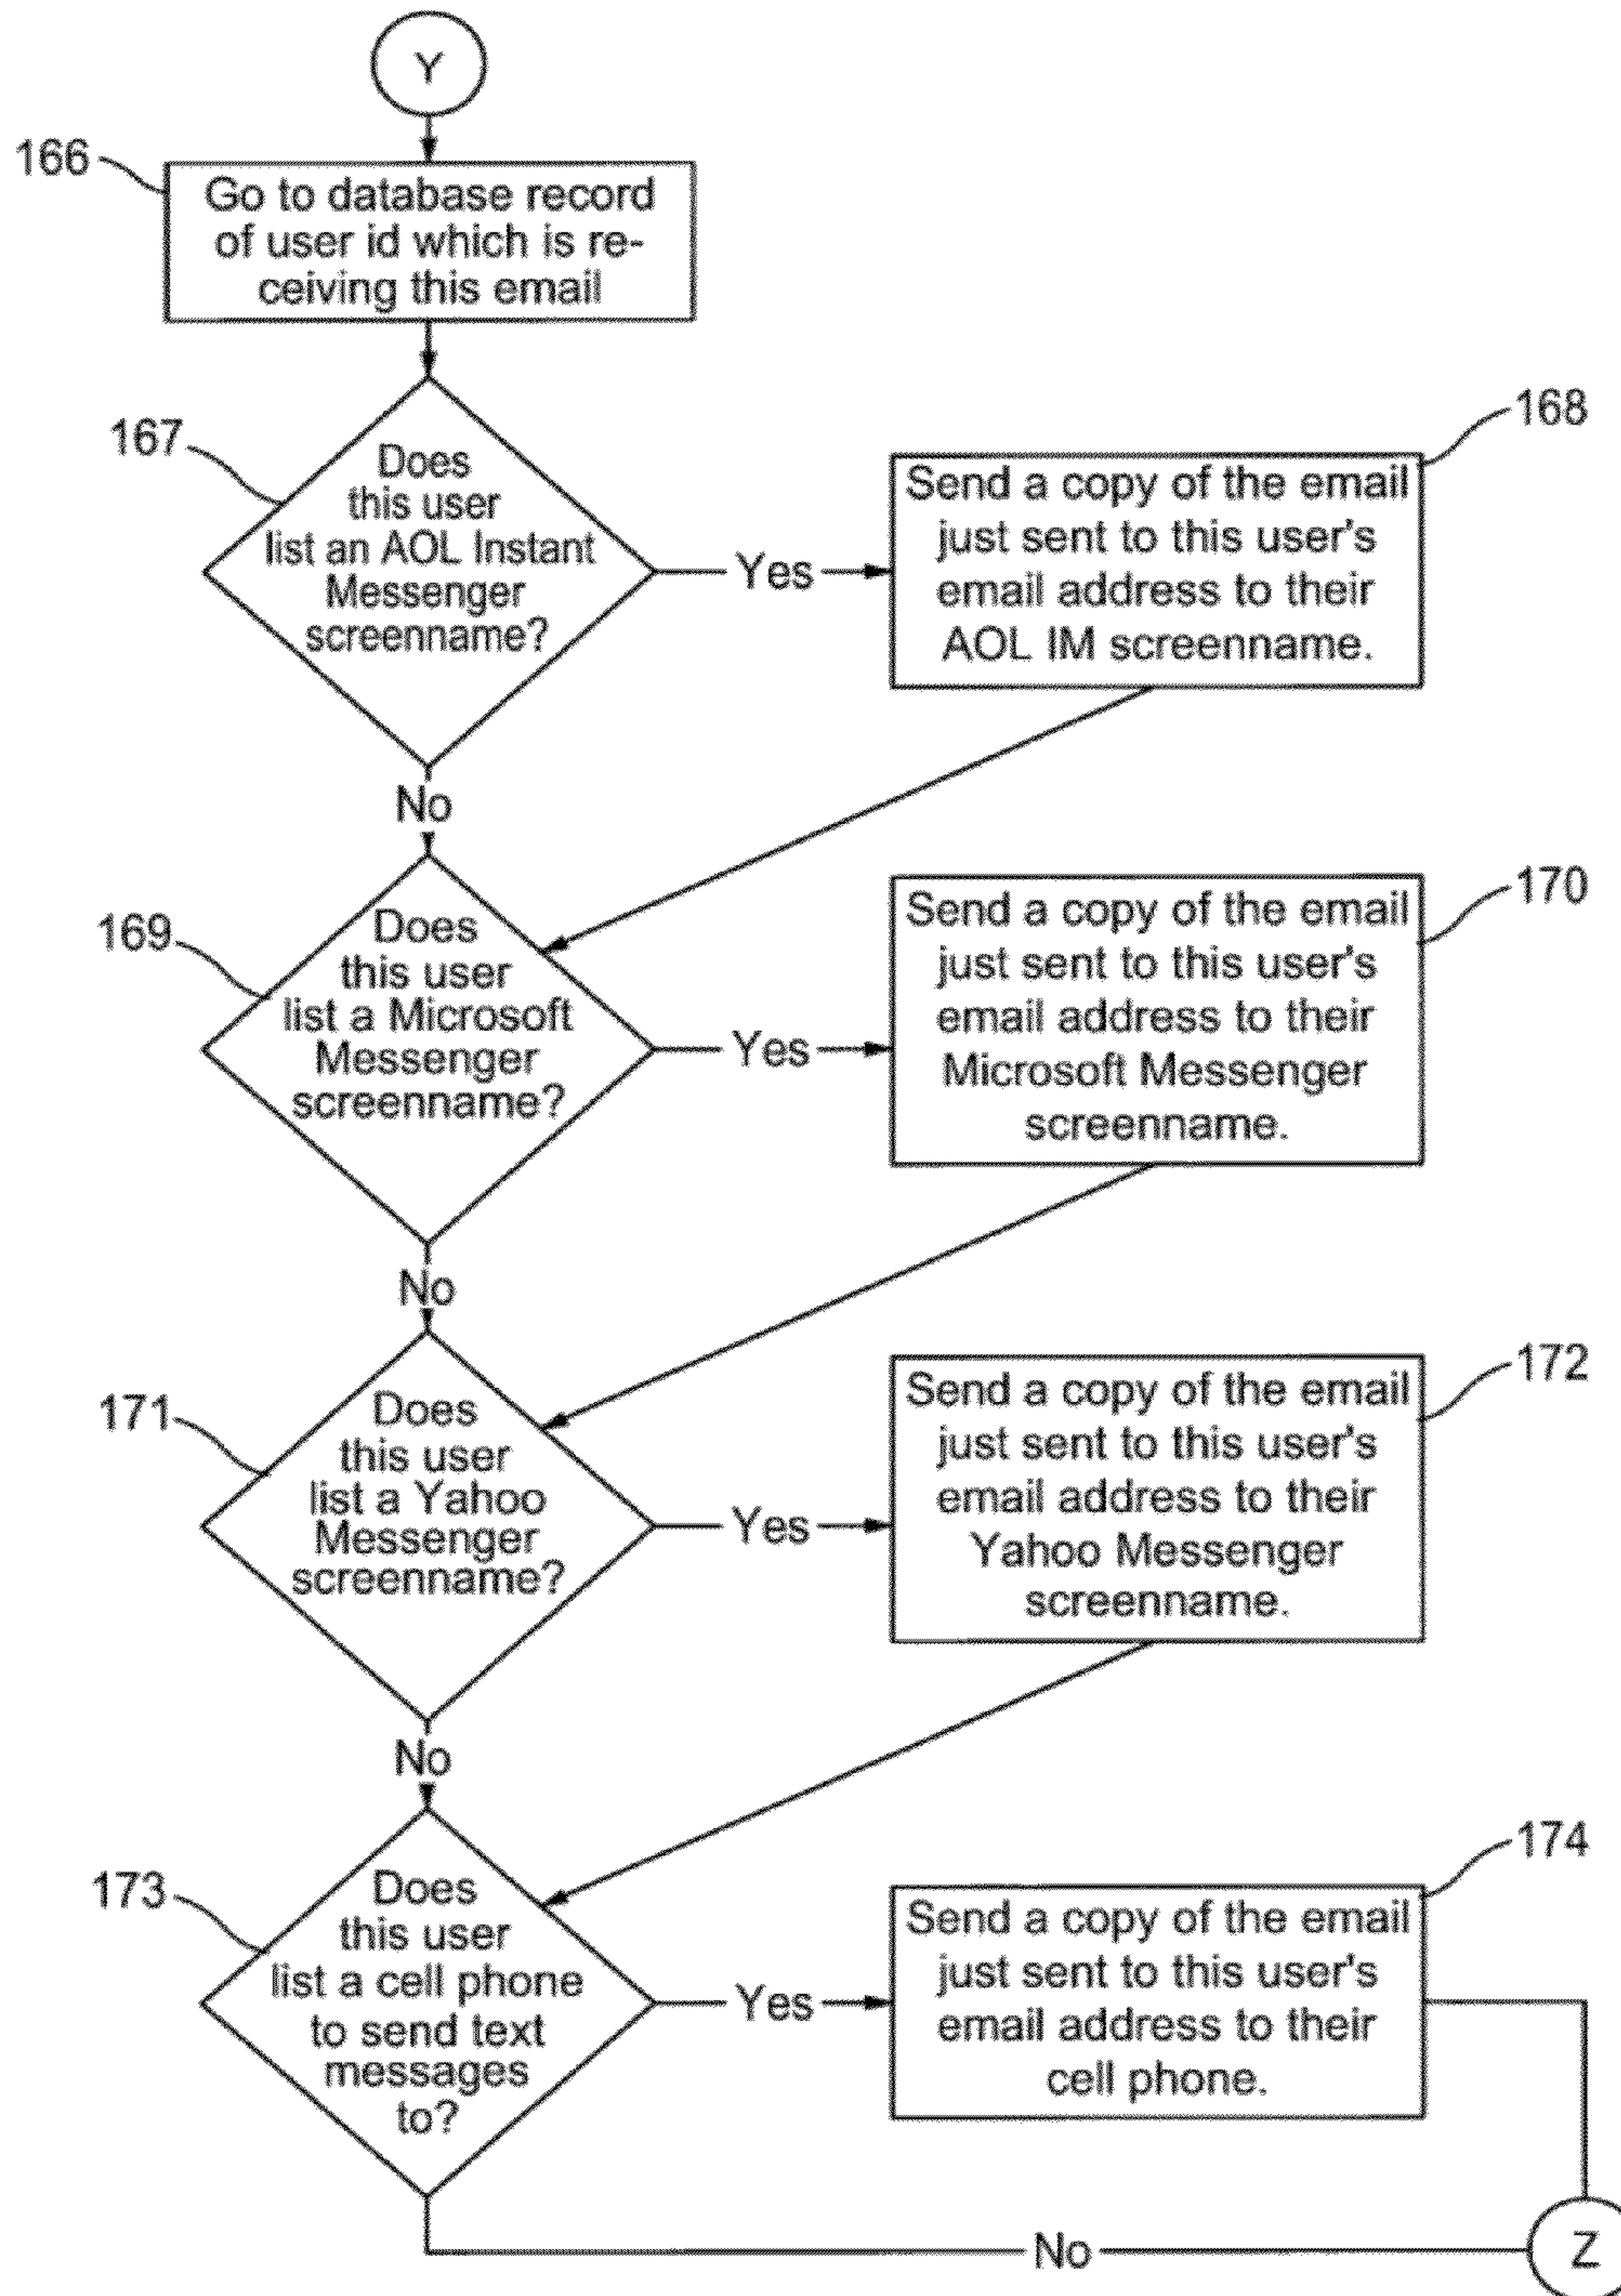 Y
166
Go to database record
of user id which is re-
ceiving this email
167
Does
this user
list an AOL Instant
Messenger
screenname?
Yes
168
Send a copy of the email
just sent to this user's
email address to their
AOL IM screenname.
No
169
Does
this user
list a Microsoft
Messenger
screenname?
Yes
170
Send a copy of the email
just sent to this user's
email address to their
Microsoft Messenger
screenname.
No
171
Does
this user
list a Yahoo
Messenger
screenname?
Yes
172
Send a copy of the email
just sent to this user's
email address to their
Yahoo Messenger
screenname.
No
173
Does
this user
list a cell phone
to send text
messages
to?
Yes
174
Send a copy of the email
just sent to this user's
email address to their
cell phone.
No
Z